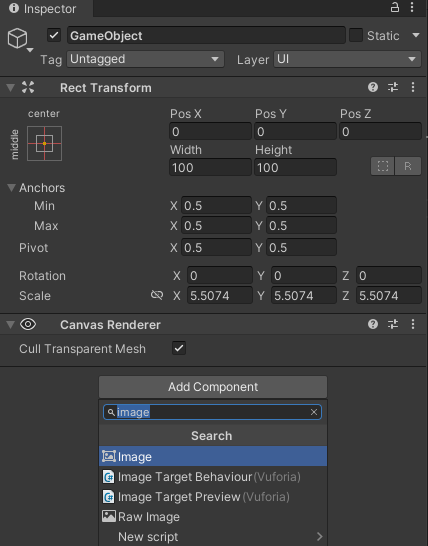 Inspector
GameObject Static
Tag Untagged Layer UI
Rect Transform
center
middle
Pos X Pos Y Pos Z
0 0 0
Width Height
100 100
R
Anchors
Min X 0.5 Y 0.5
Max X 0.5 Y 0.5
Pivot X 0.5 Y 0.5
Rotation X 0 Y 0 Z 0
Scale X 5.5074 Y 5.5074 Z 5.5074
Canvas Renderer
Cull Transparent Mesh
Add Component
image
Search
Image
Image Target Behaviour (Vuforia)
Image Target Preview (Vuforia)
Raw Image
New script